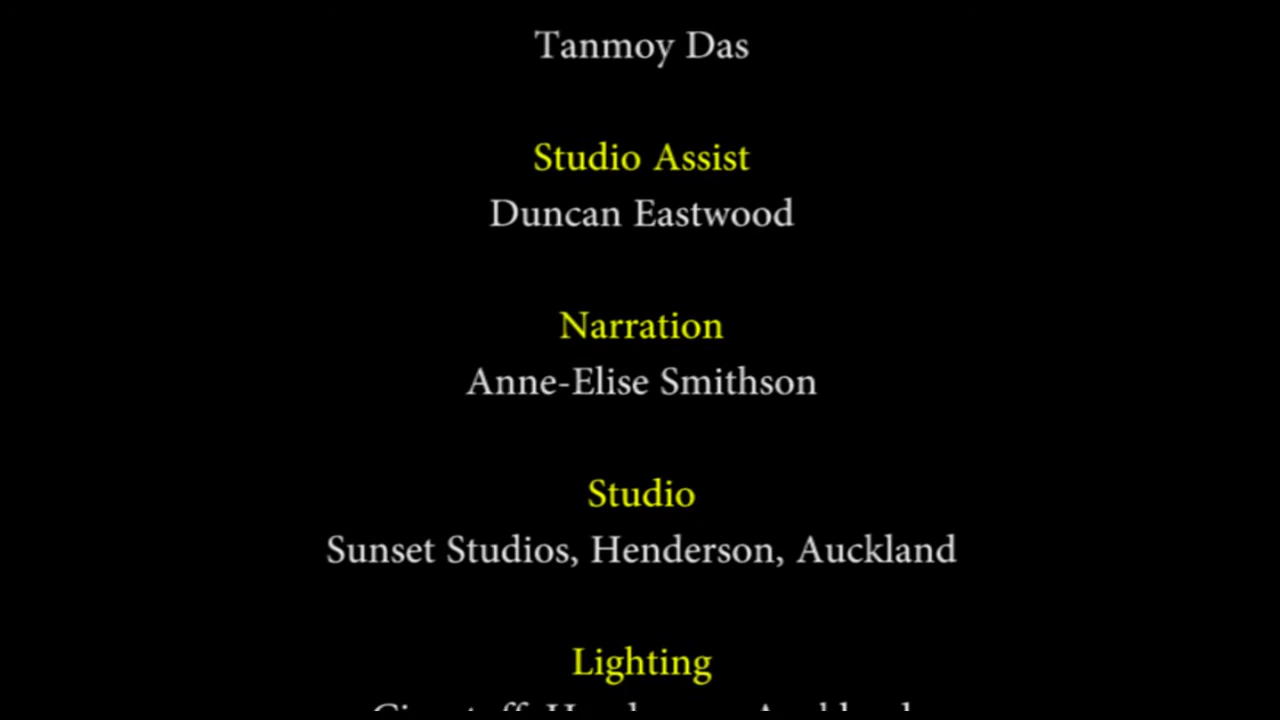 Tanmoy Das
Studio Assist
Duncan Eastwood
Narration
Anne-Elise Smithson
Studio
Sunset Studios, Henderson, Auckland
Lighting